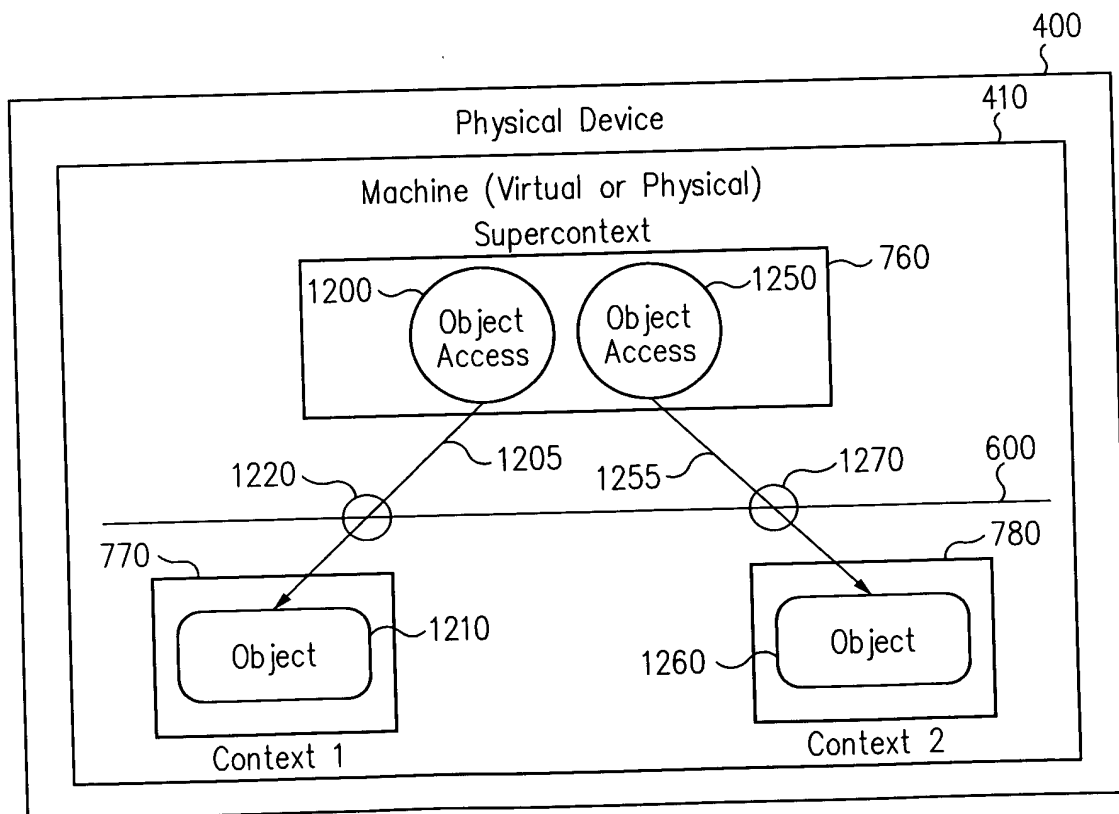 400
Physical Device
410
Machine (Virtual or Physical)
Supercontext
760
1200
Object
Access
Object
Access
1250
1220
1205
1255
1270
600
770
780
Object
1210
1260
Object
Context 1
Context 2